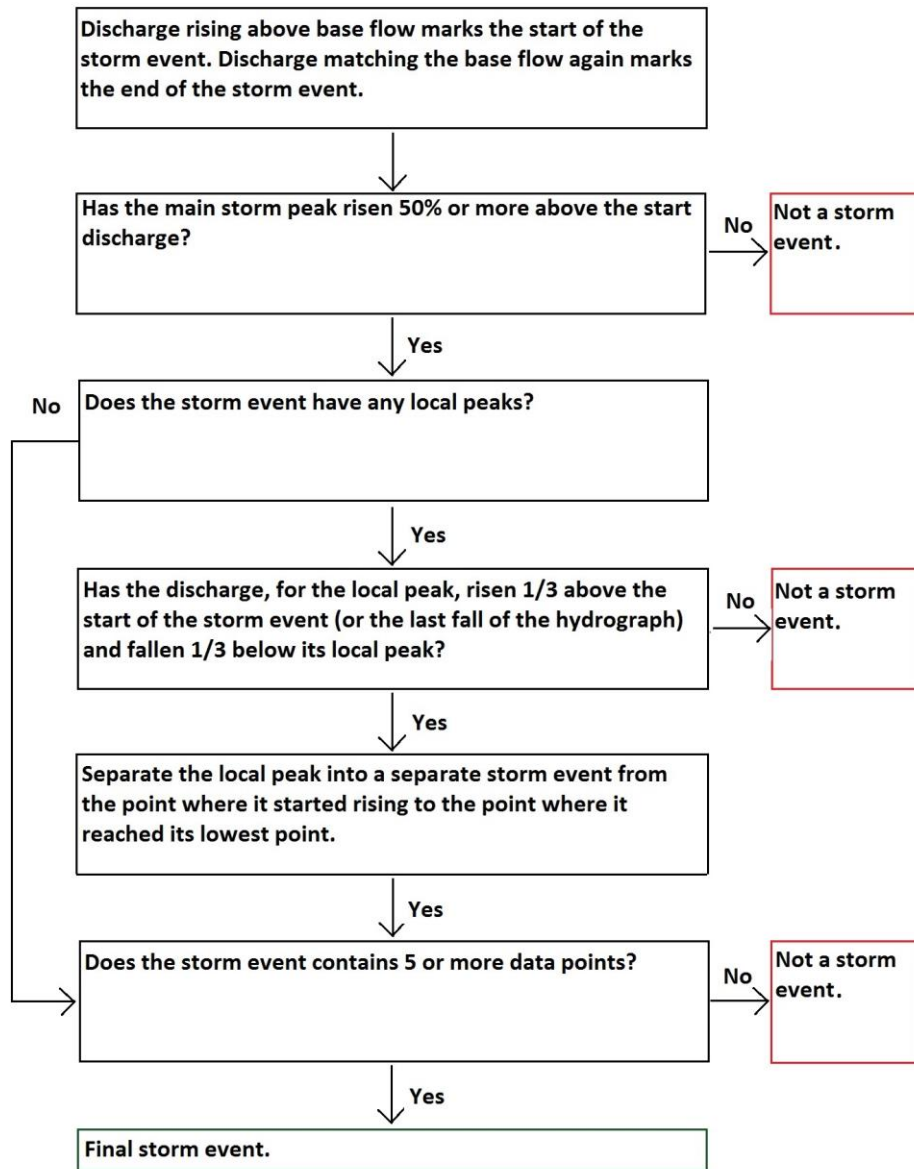 Discharge rising above base flow marks the start of the
storm event. Discharge matching the base flow again marks
the end of the storm event.
Has the main storm peak risen 50% or more above the start
discharge?
No
Not a storm
event.
Yes
No
Does the storm event have any local peaks?
Yes
Has the discharge, for the local peak, risen 1/3 above the
start of the storm event (or the last fall of the hydrograph)
and fallen 1/3 below its local peak?
No
Not a storm
event.
Yes
Separate the local peak into a separate storm event from
the point where it started rising to the point where it
reached its lowest point.
Yes
Does the storm event contains 5 or more data points?
No
Not a storm
event.
Yes
Final storm event.